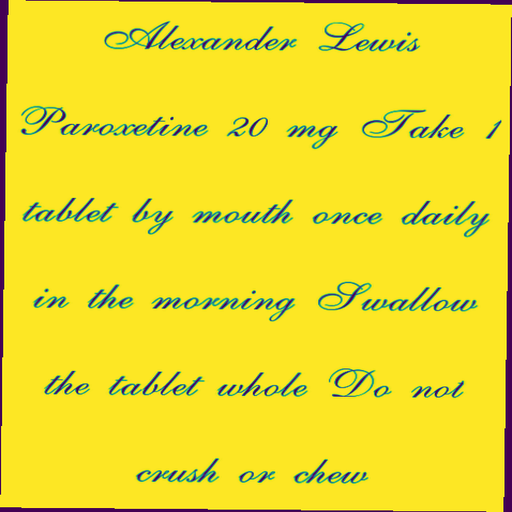 Alexander Lewis
Paroxetine 20 mg Take 1
tablet by mouth once daily
in the morning Swallow
the tablet whole Do not
crush or chew